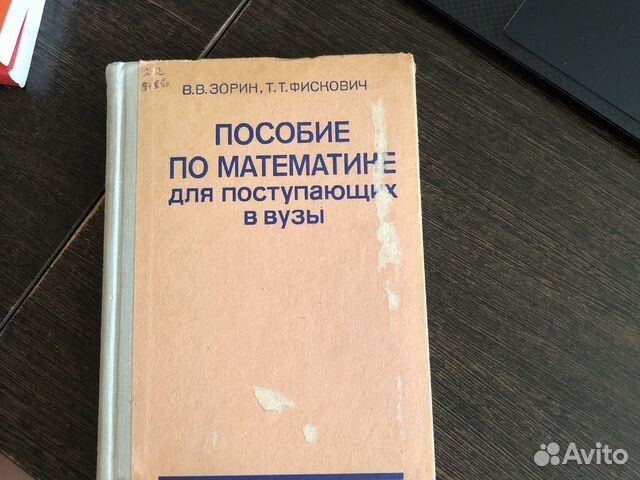 В. В. ЗОРИН, Т. Т. ФИСКОВИЧ
ПОСОБИЕ
ПО МАТЕМАТИКЕ
для поступающих
в вузы
Avito